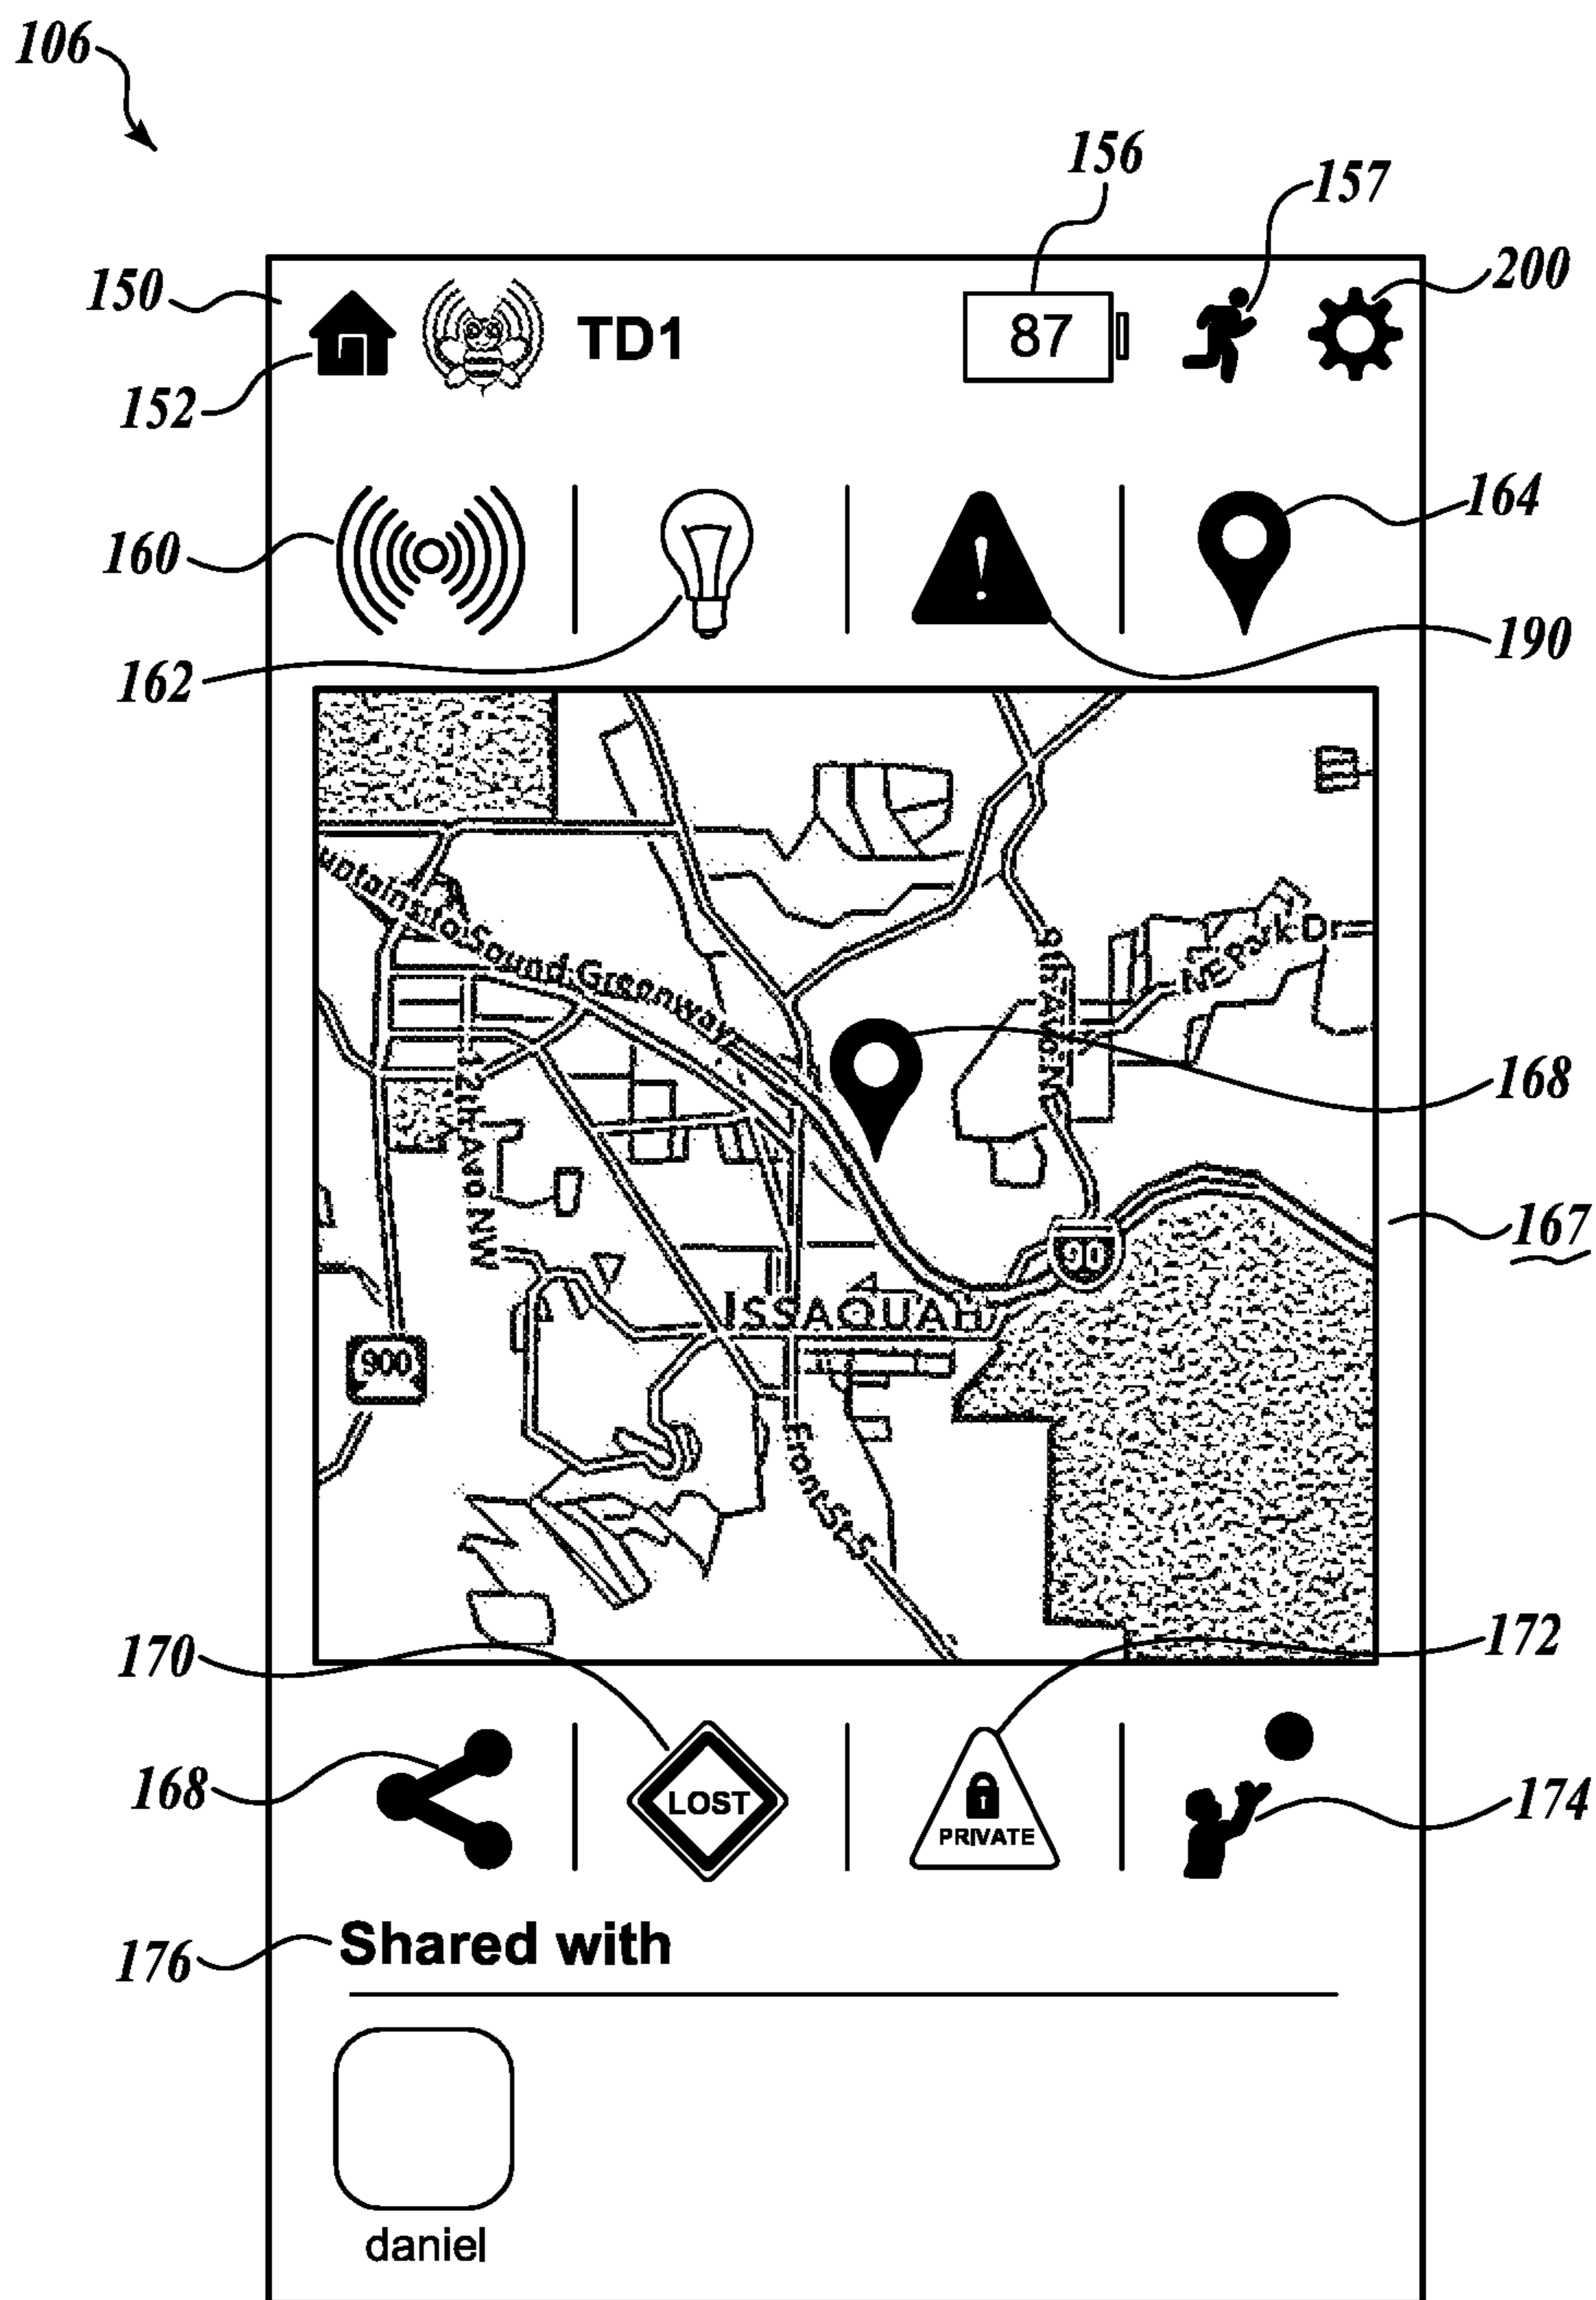 106
156
157
150
200
TD1
87
152
160
164
162
190
untains to Sound Greenway
9th Ave NE
NE Park Dr
168
12th Ave NW
167
90
ISSAQUAH
900
Front St S
170
172
168
LOST
PRIVATE
174
176
Shared with
daniel